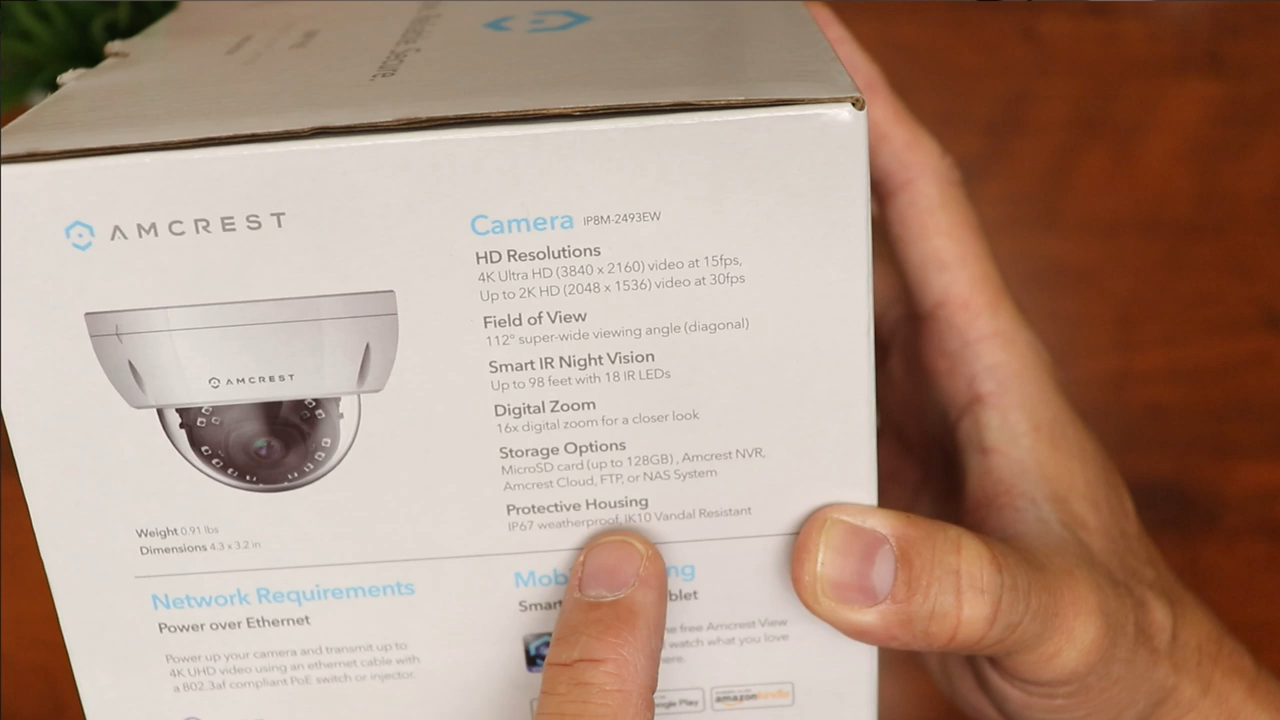 Secure.
AMCREST
Camera IP8M-2493EW
HD Resolutions
4K Ultra HD (3840 x 2160) video at 15fps,
Up to 2K HD (2048 x 1536) video at 30fps
Field of View
112° super-wide viewing angle (diagonal)
Smart IR Night Vision
Up to 98 feet with 18 IR LEDs
Digital Zoom
16x digital zoom for a closer look
Storage Options
MicroSD card (up to 128GB) , Amcrest NVR,
Amcrest Cloud, FTP, or NAS System
Protective Housing
IP67 weatherproof, IK10 Vandal Resistant
AMCREST
Weight 0.91 lbs
Dimensions 4.3 x 3.2 in
Network Requirements
Power over Ethernet
Power up your camera and transmit up to
4K UHD video using an ethernet cable with
a 802.3af compliant PoE switch or injector.
free Amcrest View
watch what you love
Play
amazon kindle